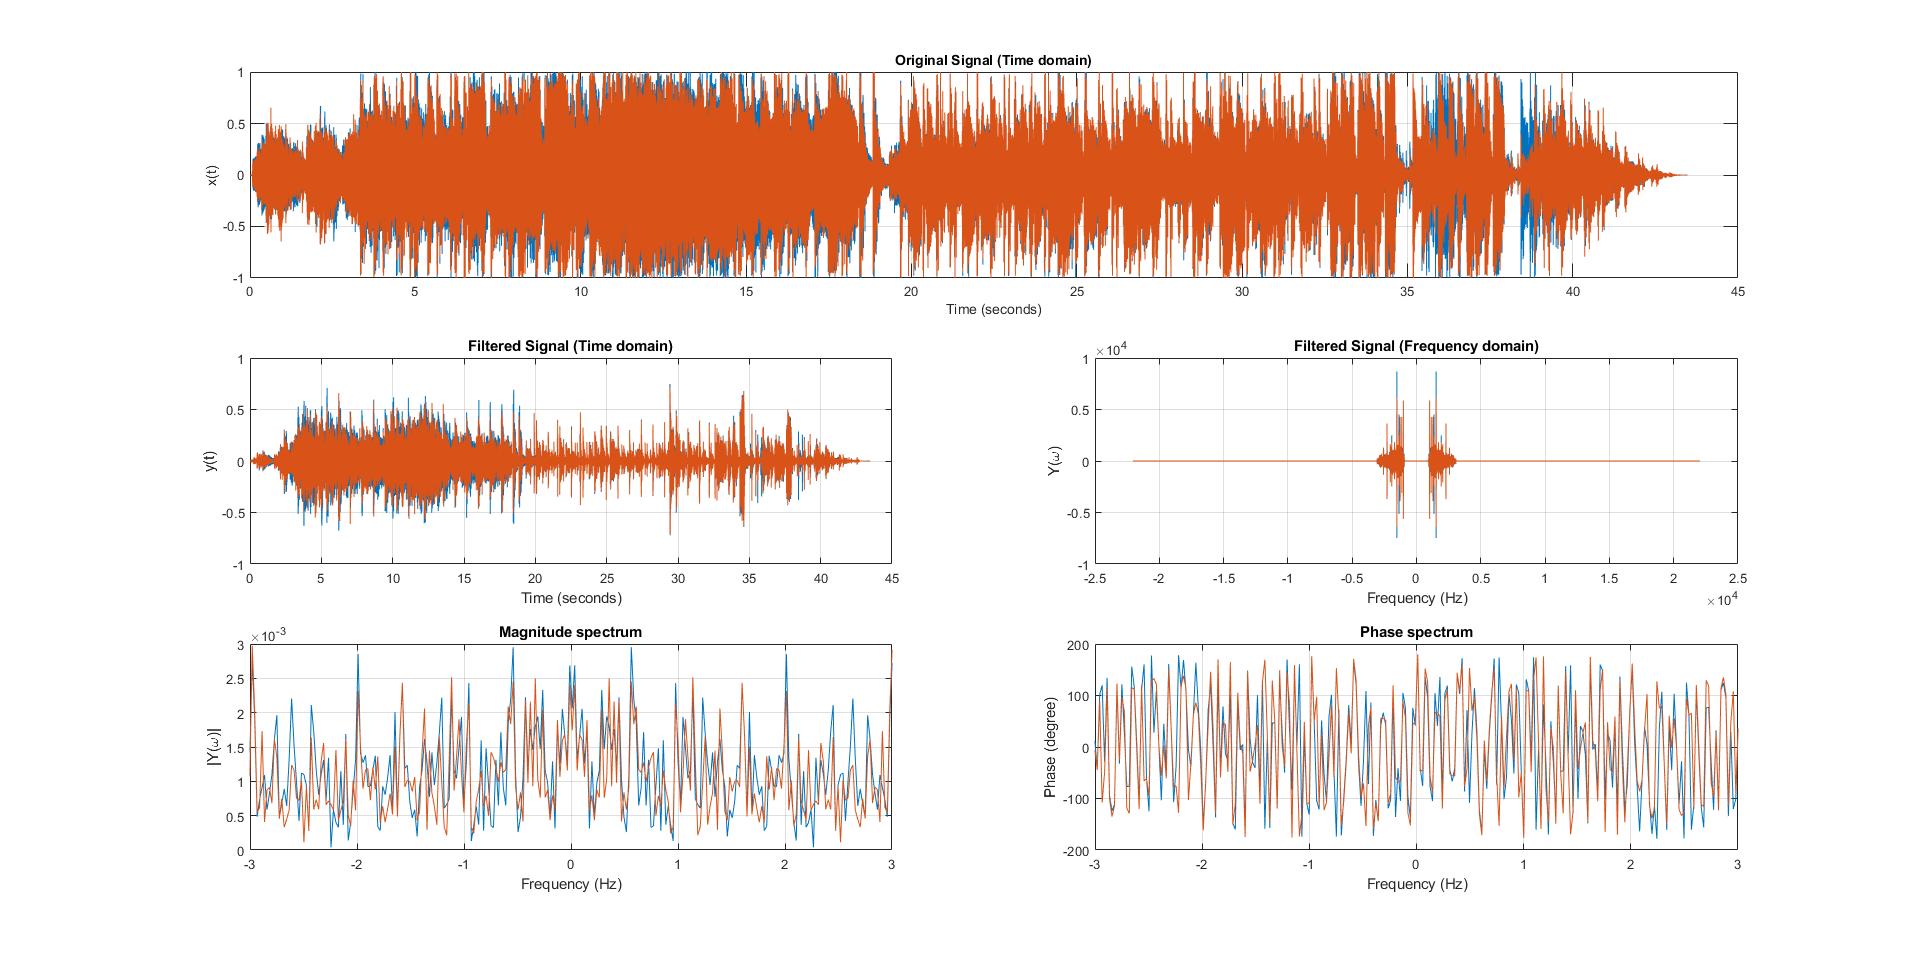 Original Signal (Time domain)
1
0.5
0
-0.5
-1
x(t)
0 5 10 15 20 25 30 35 40 45
Time (seconds)
Filtered Signal (Time domain)
1
0.5
0
-0.5
-1
y(t)
0 5 10 15 20 25 30 35 40 45
Time (seconds)
Filtered Signal (Frequency domain)
×10⁴
1
0.5
0
-0.5
-1
Y(ω)
-2.5 -2 -1.5 -1 -0.5 0 0.5 1 1.5 2 2.5
Frequency (Hz)
×10⁴
Magnitude spectrum
×10⁻³
3
2.5
2
1.5
1
0.5
0
|Y(ω)|
-3 -2 -1 0 1 2 3
Frequency (Hz)
Phase spectrum
200
100
0
-100
-200
Phase (degree)
-3 -2 -1 0 1 2 3
Frequency (Hz)